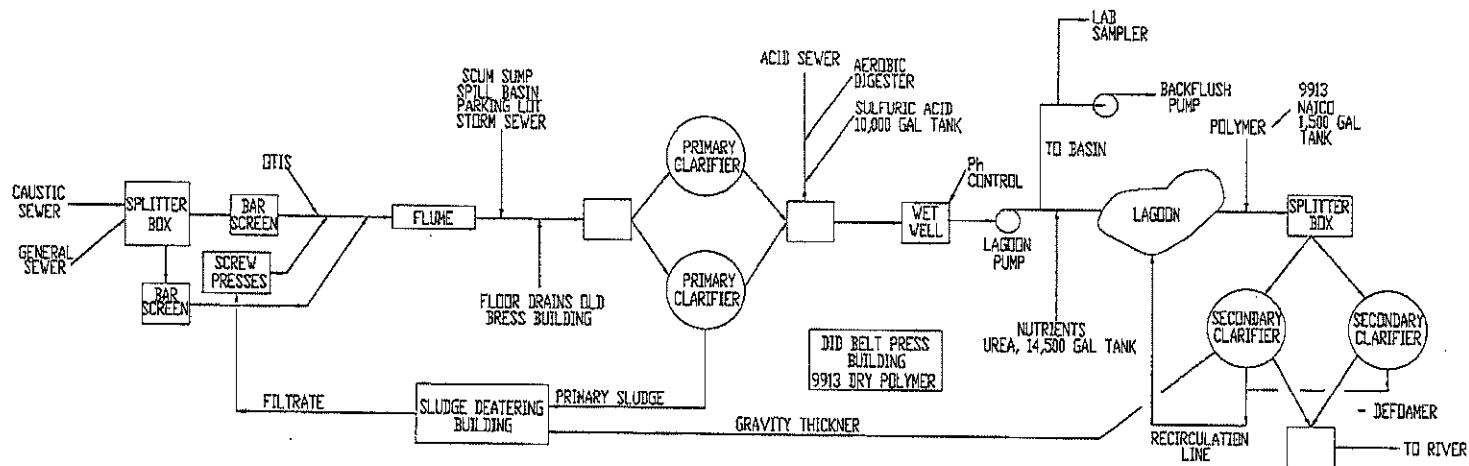 LAB
SAMPLER
ACID SEWER
AEROBIC
DIGESTER
SCUM SUMP
SPILL BASIN
PARKING LOT
STORM SEWER
SULFURIC ACID
10,000 GAL TANK
BACKFLUSH
PUMP
9913
NALCO
1,500 GAL
TANK
POLYMER
PRIMARY
CLARIFIER
TO BASIN
OTIS
Ph
CONTROL
CAUSTIC
SEWER
SPLITTER
BOX
BAR
SCREEN
FLUME
WET
WELL
LAGOON
SPLITTER
BOX
GENERAL
SEWER
SCREW
PRESSES
LAGOON
PUMP
BAR
SCREEN
PRIMARY
CLARIFIER
FLOOR DRAINS OLD
BRESS BUILDING
NUTRIENTS
UREA, 14,500 GAL TANK
SECONDARY
CLARIFIER
SECONDARY
CLARIFIER
DID BELT PRESS
BUILDING
9913 DRY POLYMER
FILTRATE
SLUDGE DEATERING
BUILDING
PRIMARY SLUDGE
GRAVITY THICKNER
- DEFOAMER
RECIRCULATION
LINE
TO RIVER